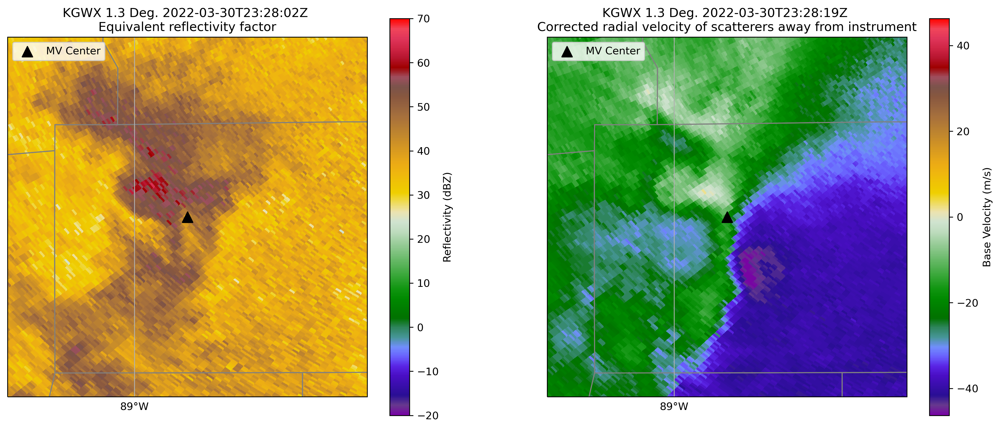 KGWX 1.3 Deg. 2022-03-30T23:28:02Z
Equivalent reflectivity factor
MV Center
89°W
70
60
50
40
30
20
10
0
−10
−20
Reflectivity (dBZ)
KGWX 1.3 Deg. 2022-03-30T23:28:19Z
Corrected radial velocity of scatterers away from instrument
MV Center
89°W
40
20
0
−20
−40
Base Velocity (m/s)